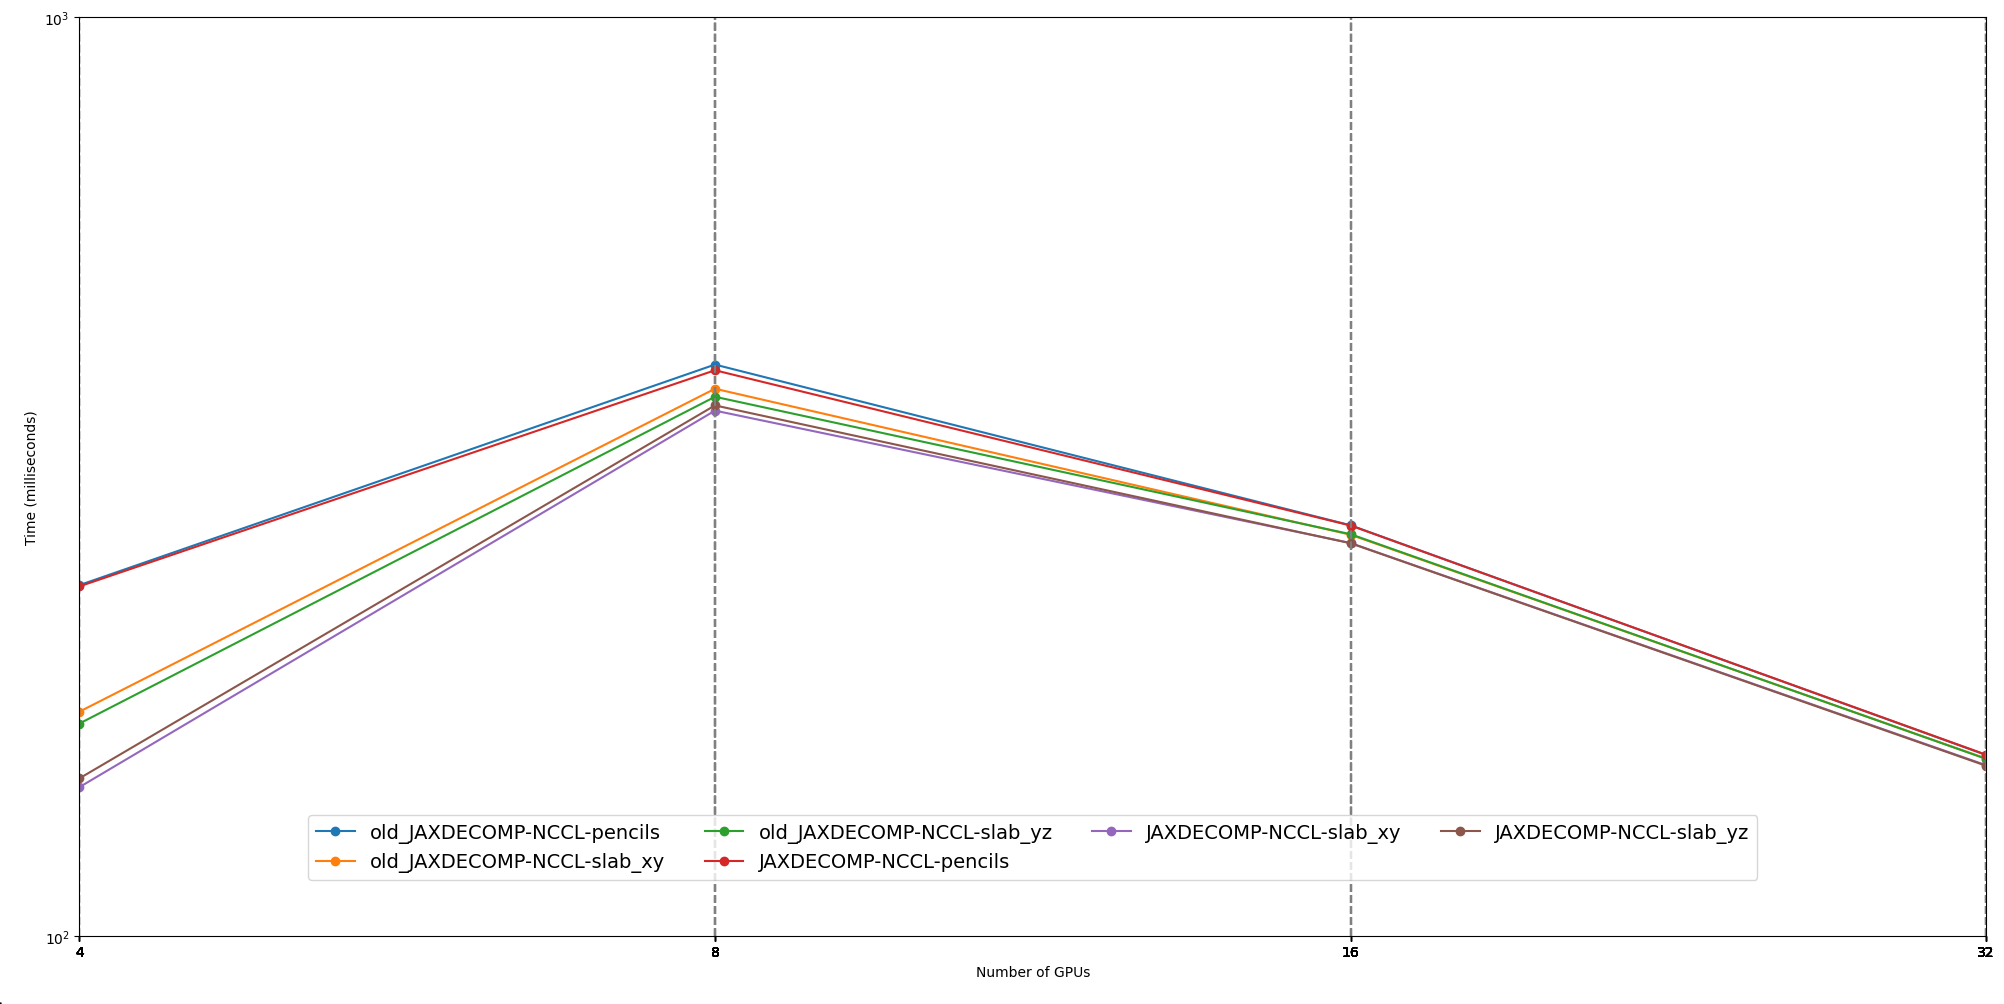 10³
Time (milliseconds)
old_JAXDECOMP-NCCL-pencils old_JAXDECOMP-NCCL-slab_yz JAXDECOMP-NCCL-slab_xy JAXDECOMP-NCCL-slab_yz
old_JAXDECOMP-NCCL-slab_xy JAXDECOMP-NCCL-pencils
10²
4 8 16 32
Number of GPUs